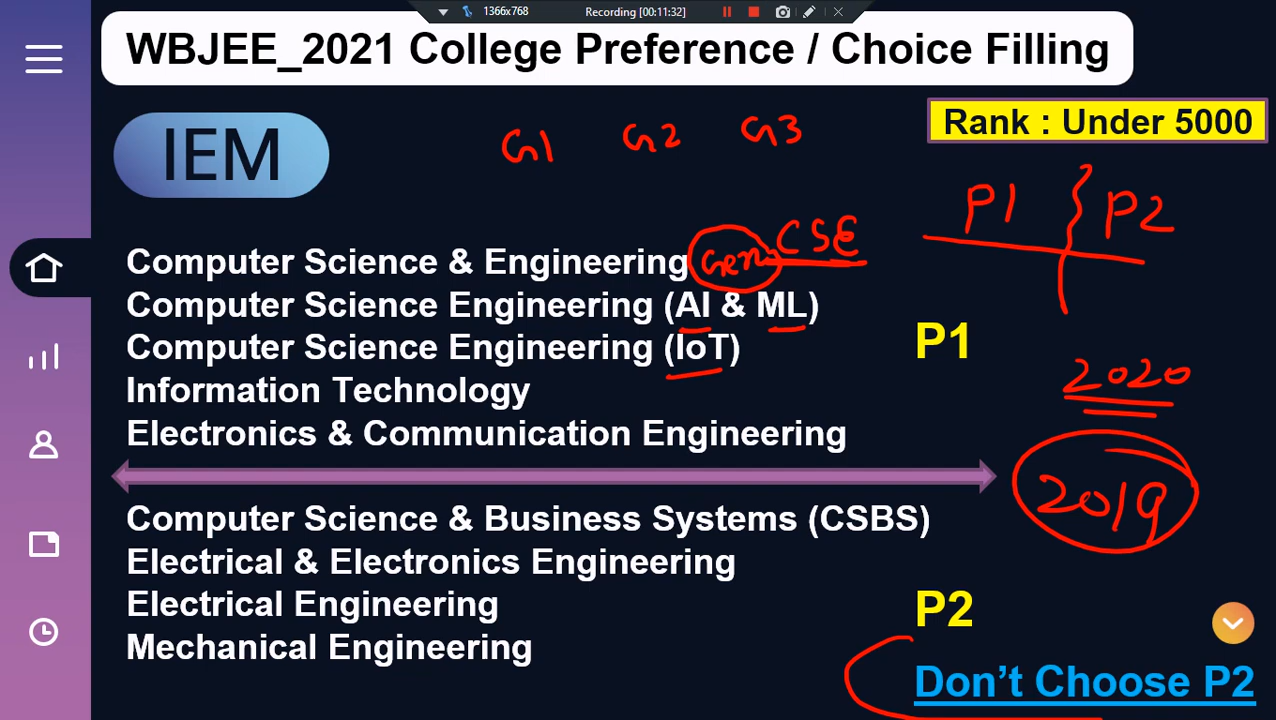 1366x768 Recording [00:11:32]
WBJEE_2021 College Preference / Choice Filling
IEM
G1 G2 G3
Rank : Under 5000
P1 P2
Computer Science & Engineering Gen CSE
Computer Science Engineering (AI & ML)
Computer Science Engineering (IoT)
P1
Information Technology
2020
Electronics & Communication Engineering
2019
Computer Science & Business Systems (CSBS)
Electrical & Electronics Engineering
Electrical Engineering
P2
Mechanical Engineering
Don't Choose P2